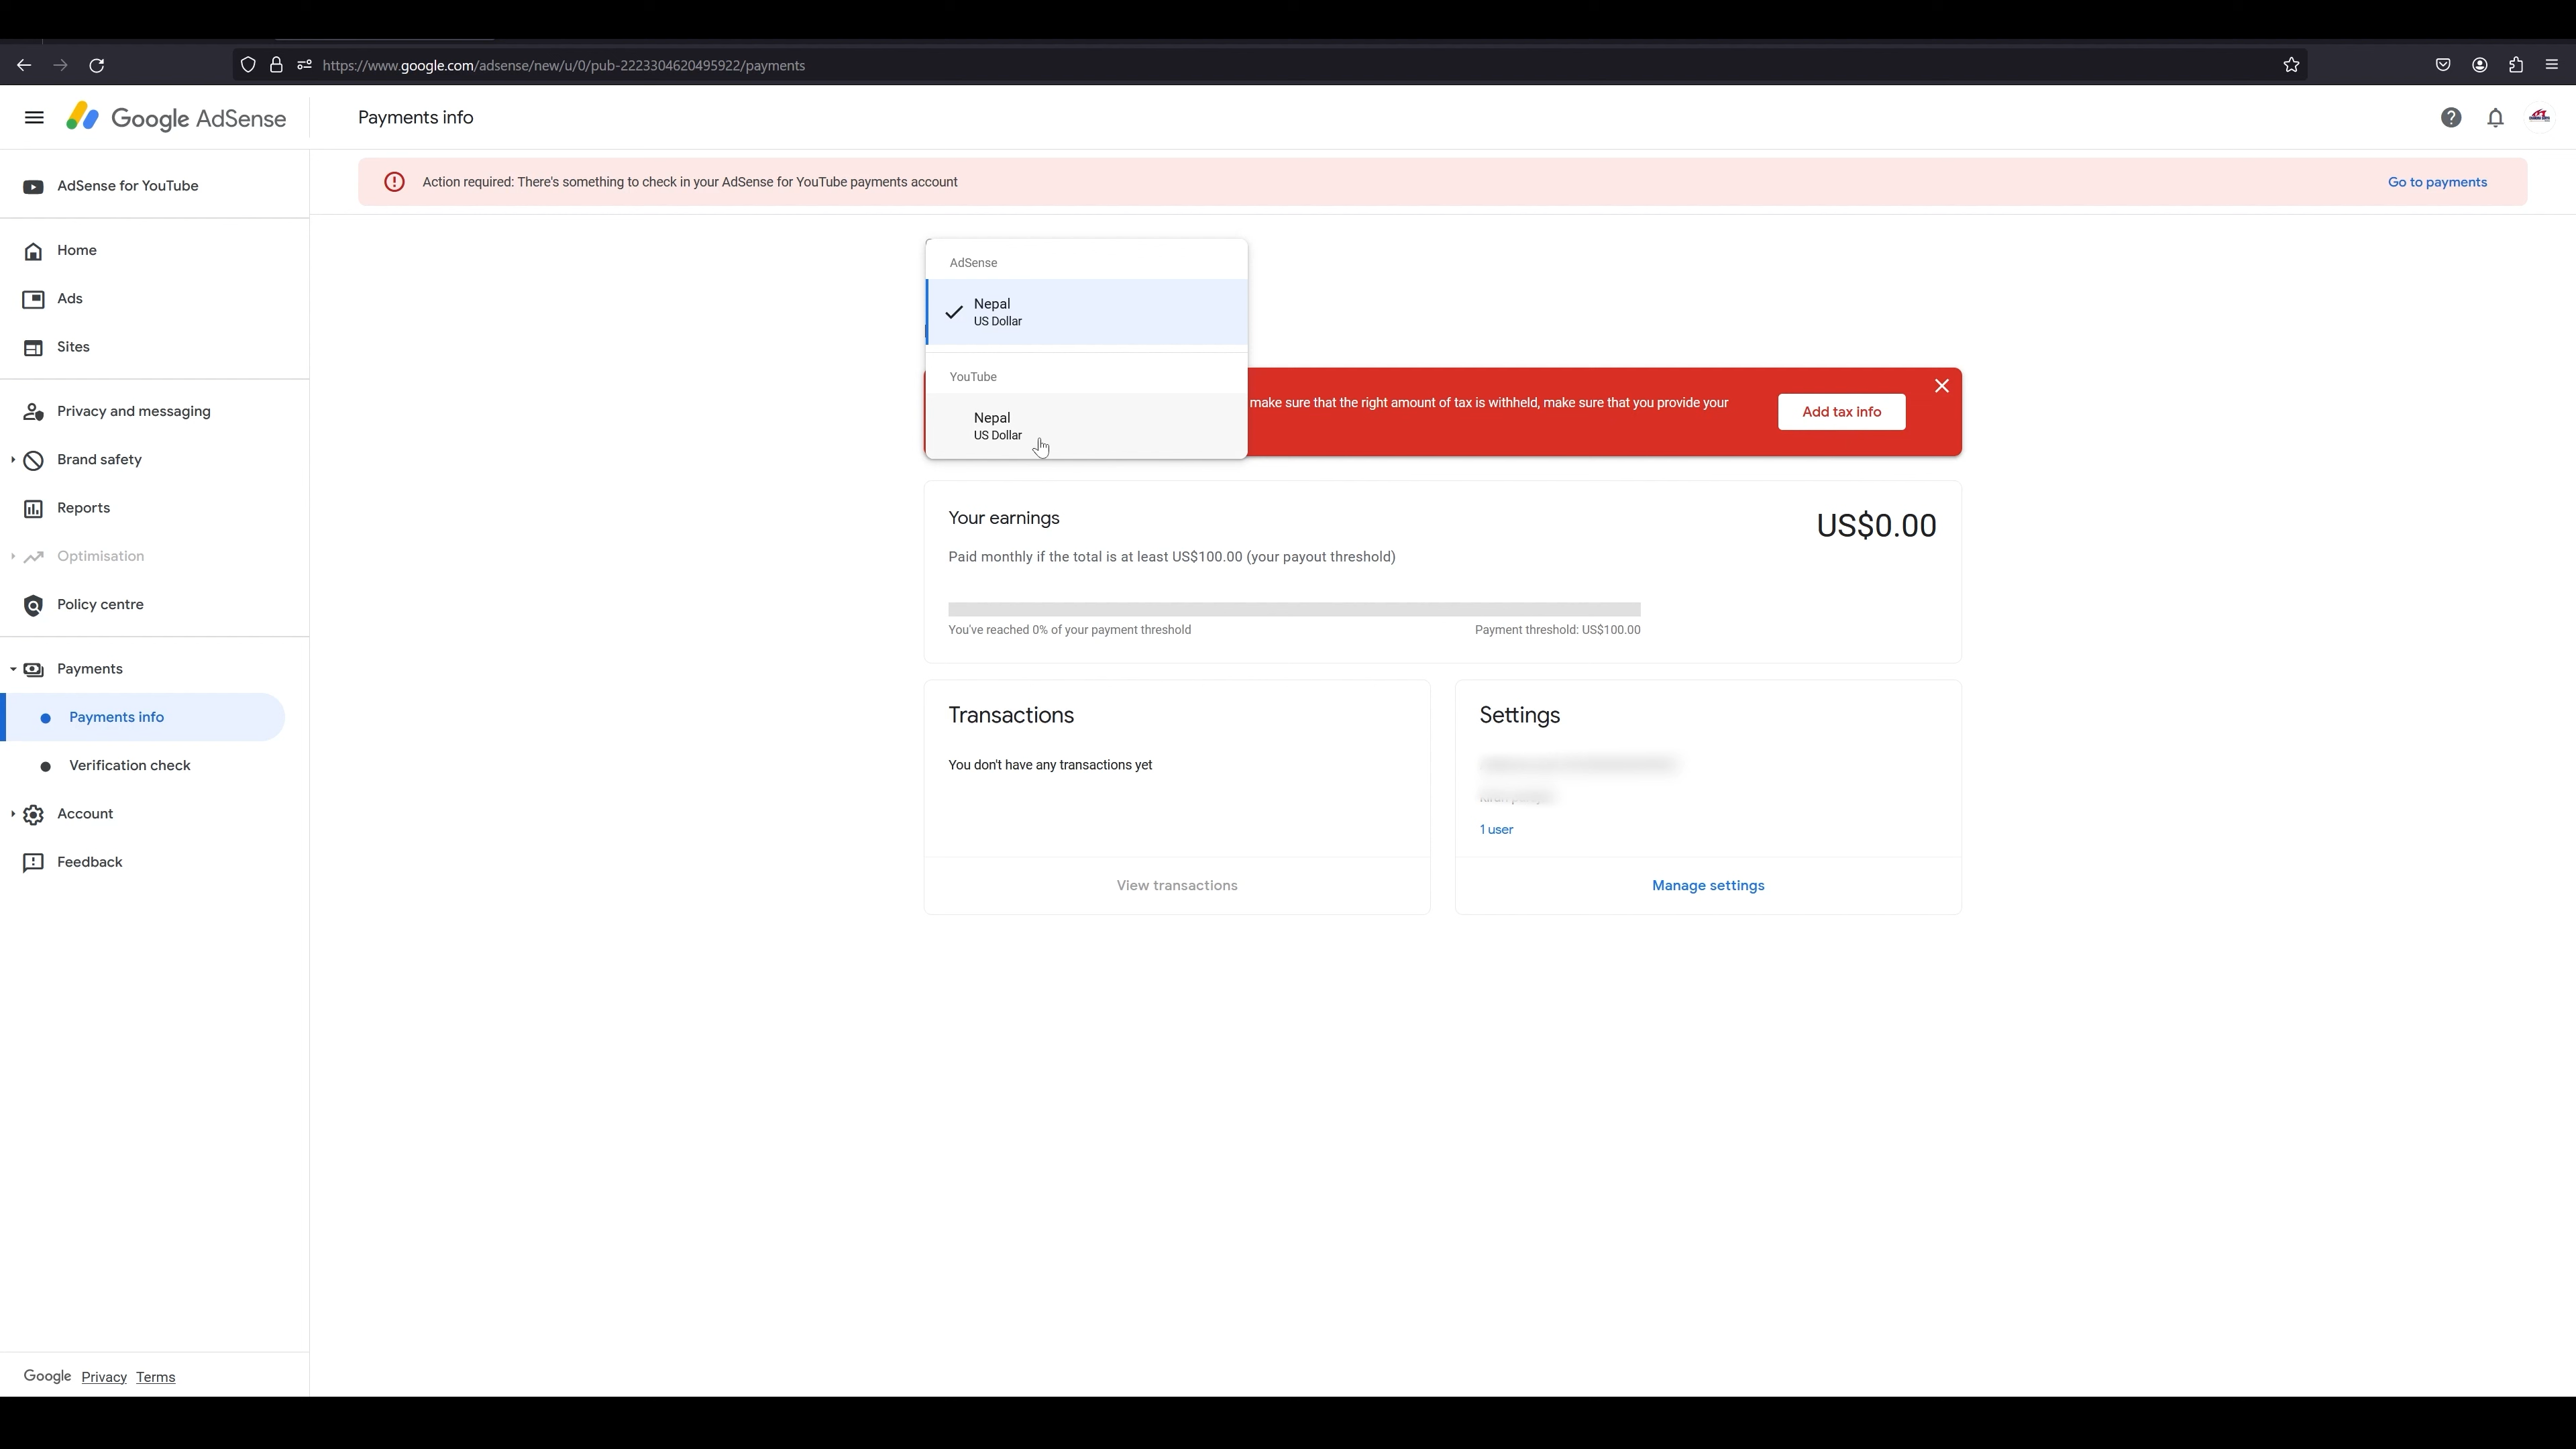 https://www.google.com/adsense/new/u/0/pub-2223304620495922/payments
Google AdSense
Payments info
AdSense for YouTube
Action required: There's something to check in your AdSense for YouTube payments account
Go to payments
Home
Ads
Sites
Privacy and messaging
Brand safety
Reports
Optimisation
Policy centre
Payments
Payments info
Verification check
Account
Feedback
Google Privacy Terms
AdSense
Nepal
US Dollar
YouTube
Nepal
US Dollar
make sure that the right amount of tax is withheld, make sure that you provide your
Add tax info
Your earnings
US$0.00
Paid monthly if the total is at least US$100.00 (your payout threshold)
You've reached 0% of your payment threshold
Payment threshold: US$100.00
Transactions
You don't have any transactions yet
View transactions
Settings
1 user
Manage settings